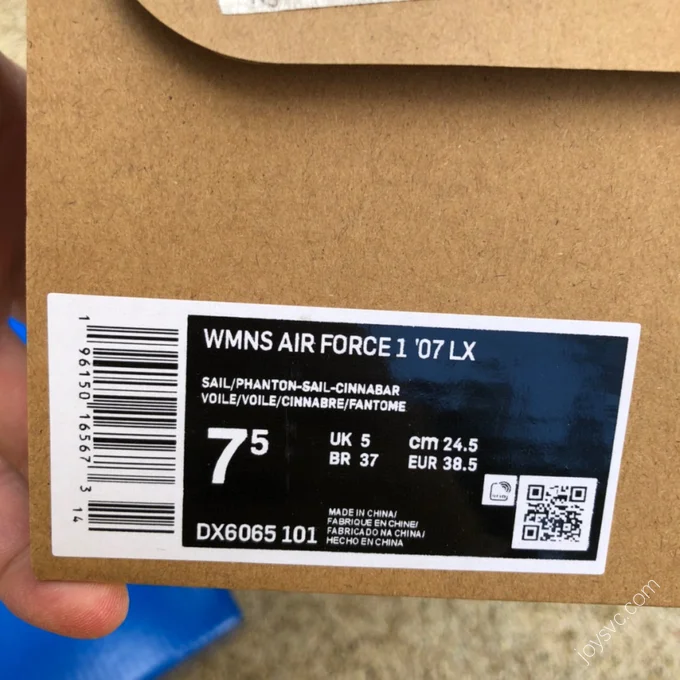 WMNS AIR FORCE 1 '07 LX
SAIL/PHANTON-SAIL-CINNABAR
VOILE/VOILE/CINNABRE/FANTOME
7 5
UK 5 cm 24.5
BR 37 EUR 38.5
DX6065 101
MADE IN CHINA/
FABRIQUE EN CHINE/
FABRICADO NA CHINA/
HECHO EN CHINA
1 96150 16567 3 14
joysvc.com